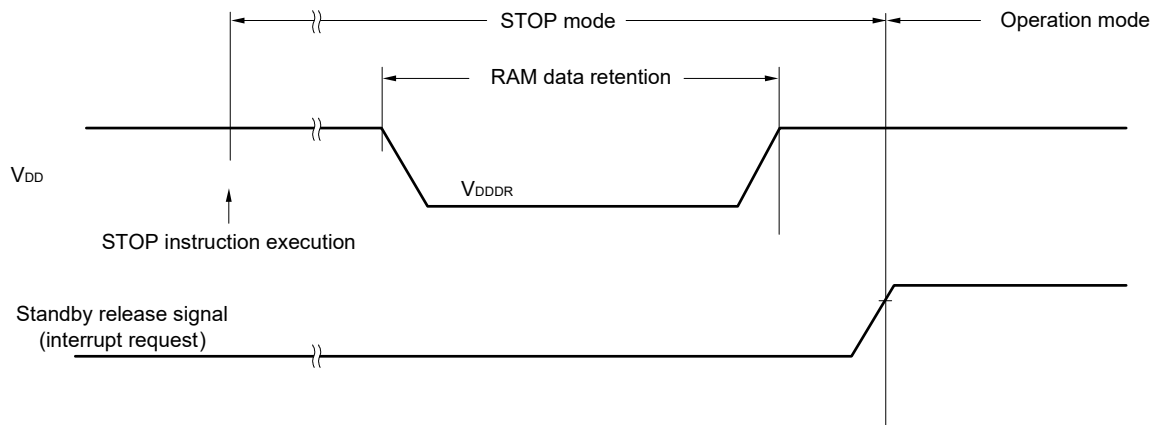 STOP mode
Operation mode
RAM data retention
VDD
VDDDR
STOP instruction execution
Standby release signal
(interrupt request)